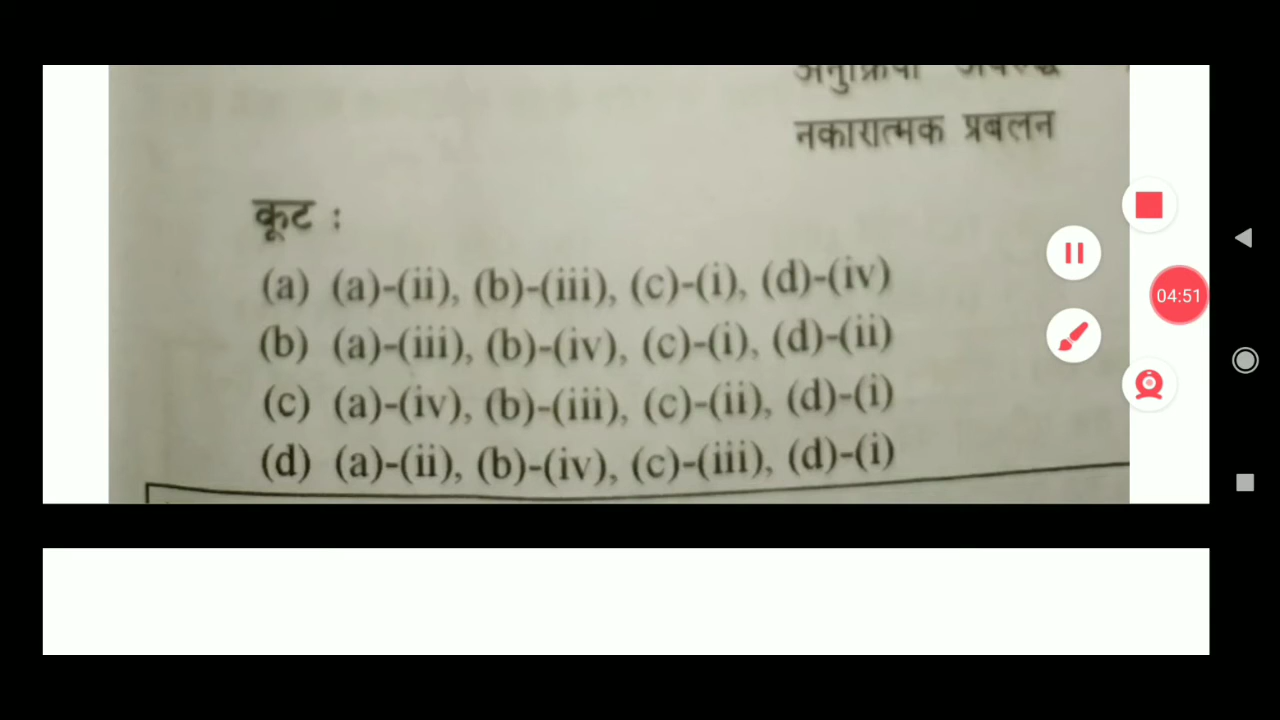 नकारात्मक प्रबलन
कूट :
(a) (a)-(ii), (b)-(iii), (c)-(i), (d)-(iv)
(b) (a)-(iii), (b)-(iv), (c)-(i), (d)-(ii)
(c) (a)-(iv), (b)-(iii), (c)-(ii), (d)-(i)
(d) (a)-(ii), (b)-(iv), (c)-(iii), (d)-(i)
04:51